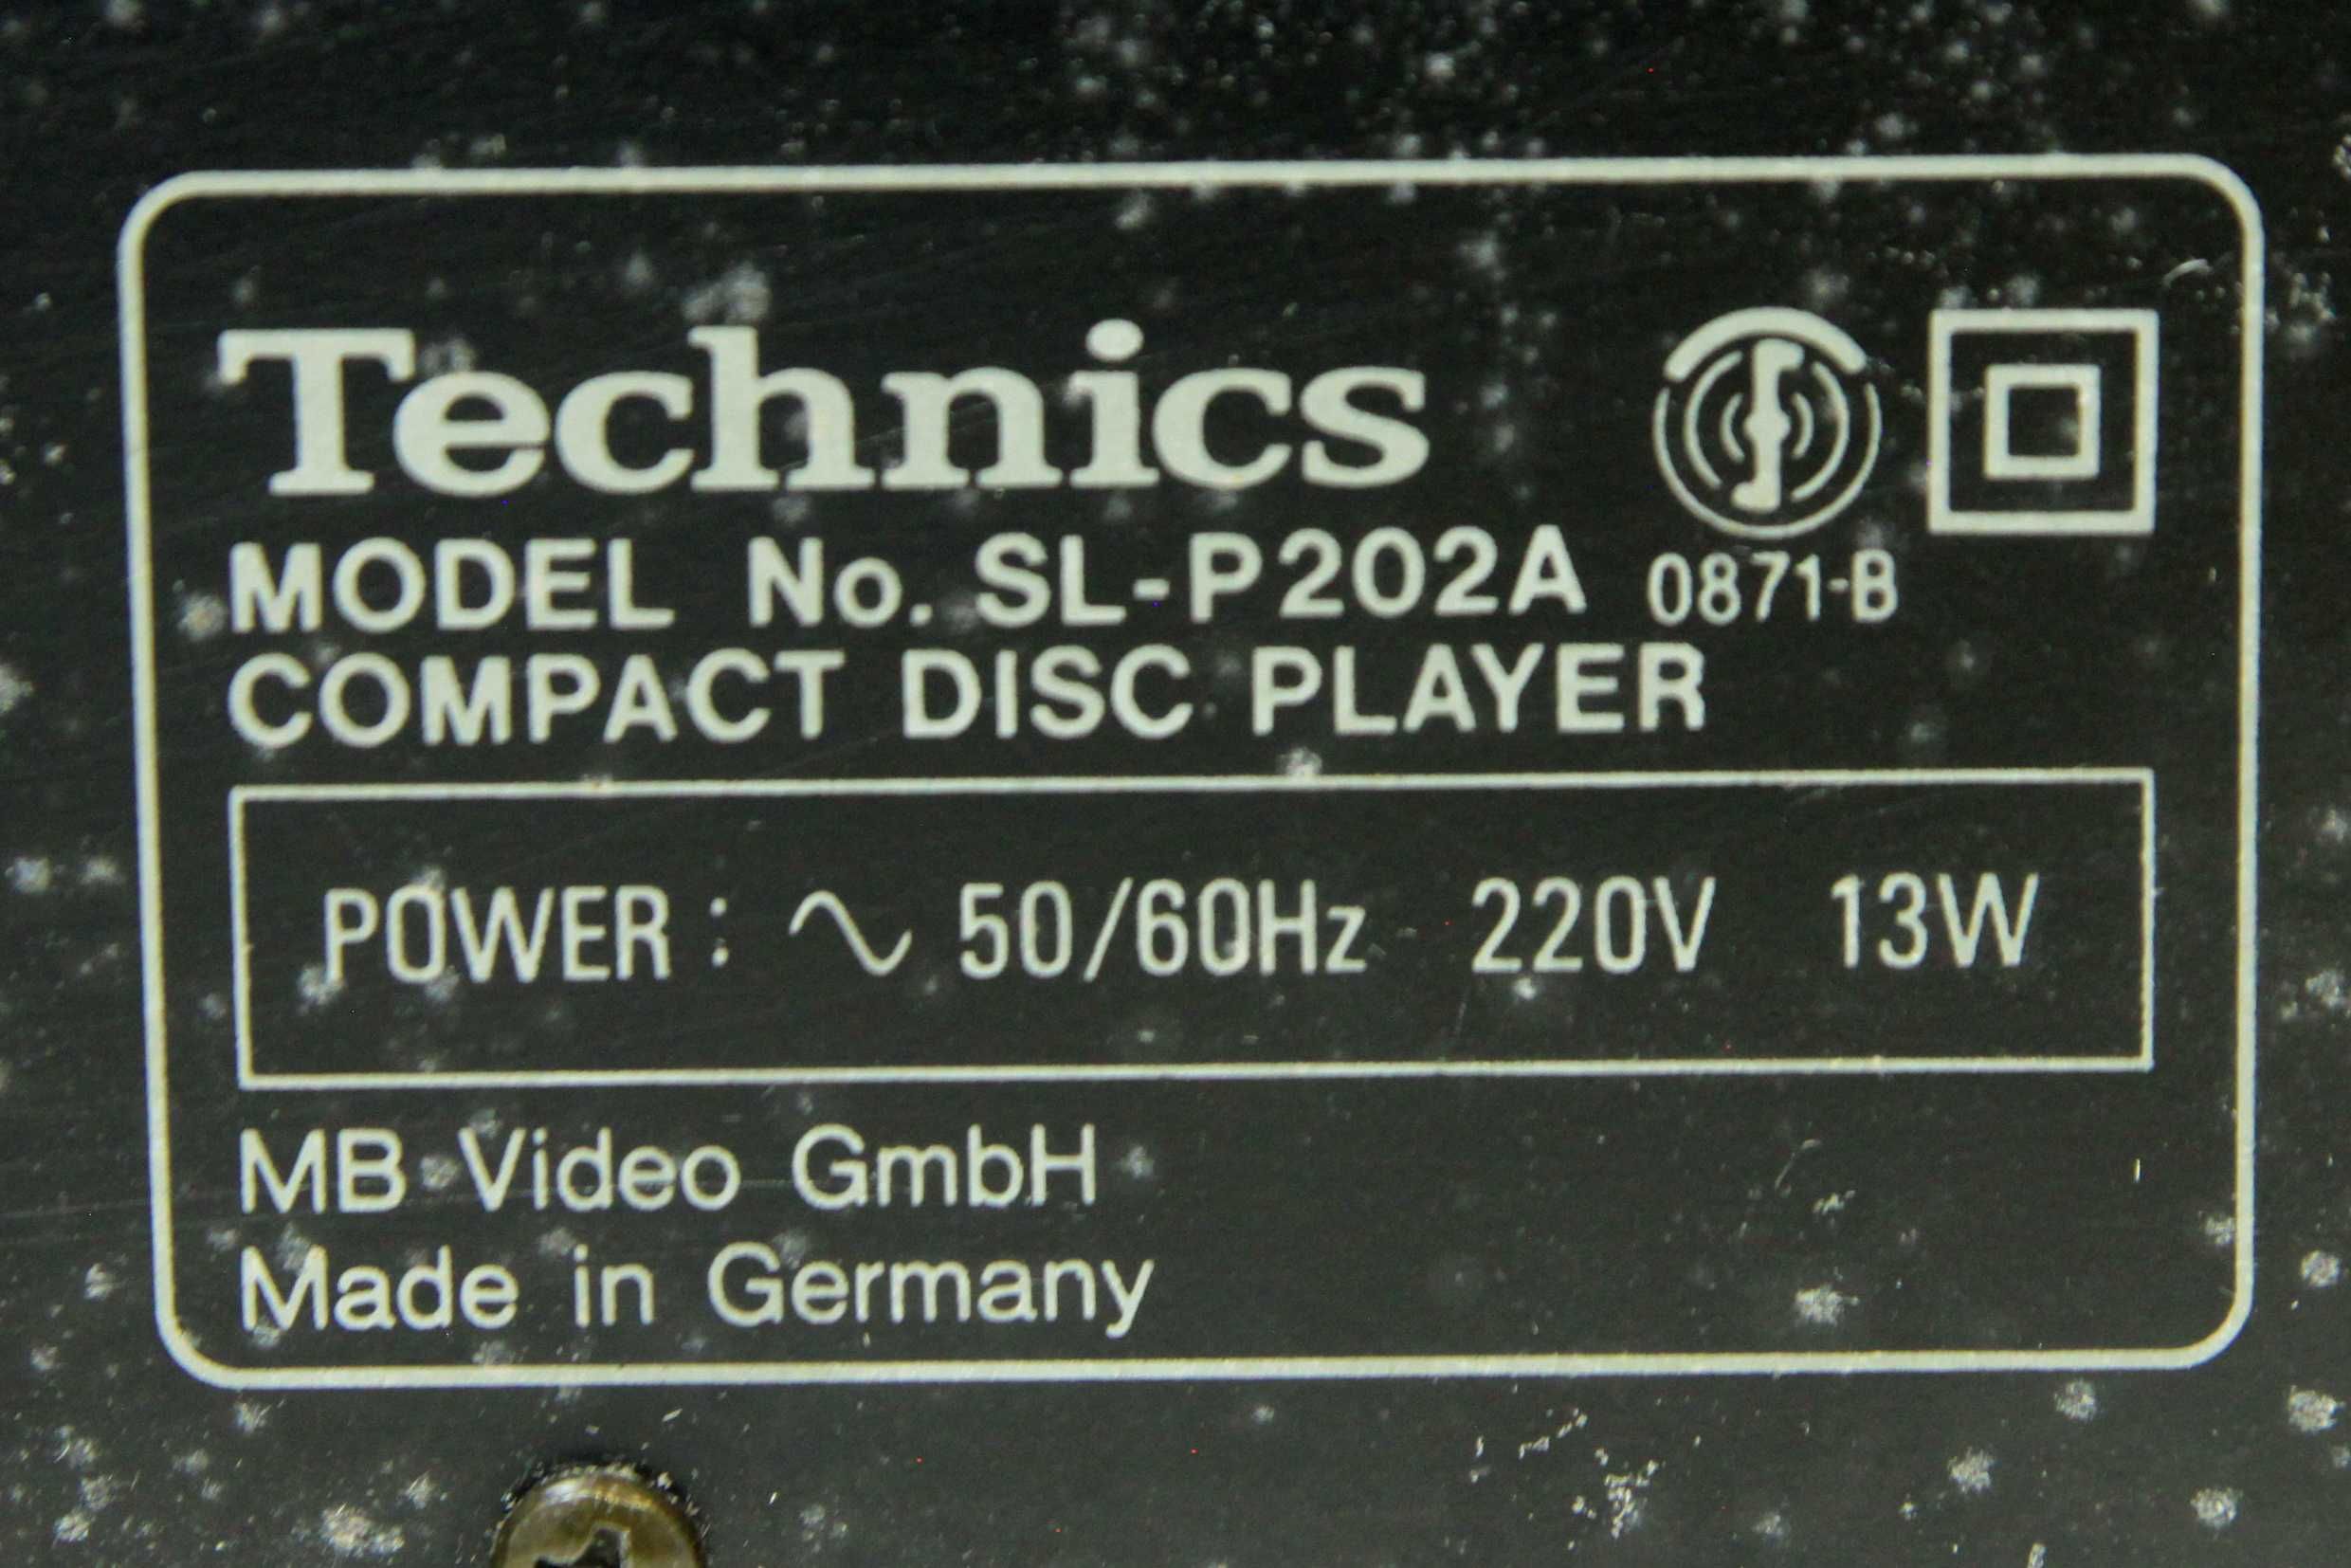 Technics
MODEL No. SL-P202A
0871-B
COMPACT DISC PLAYER
POWER : ∿ 50/60Hz 220V 13W
MB Video GmbH
Made in Germany